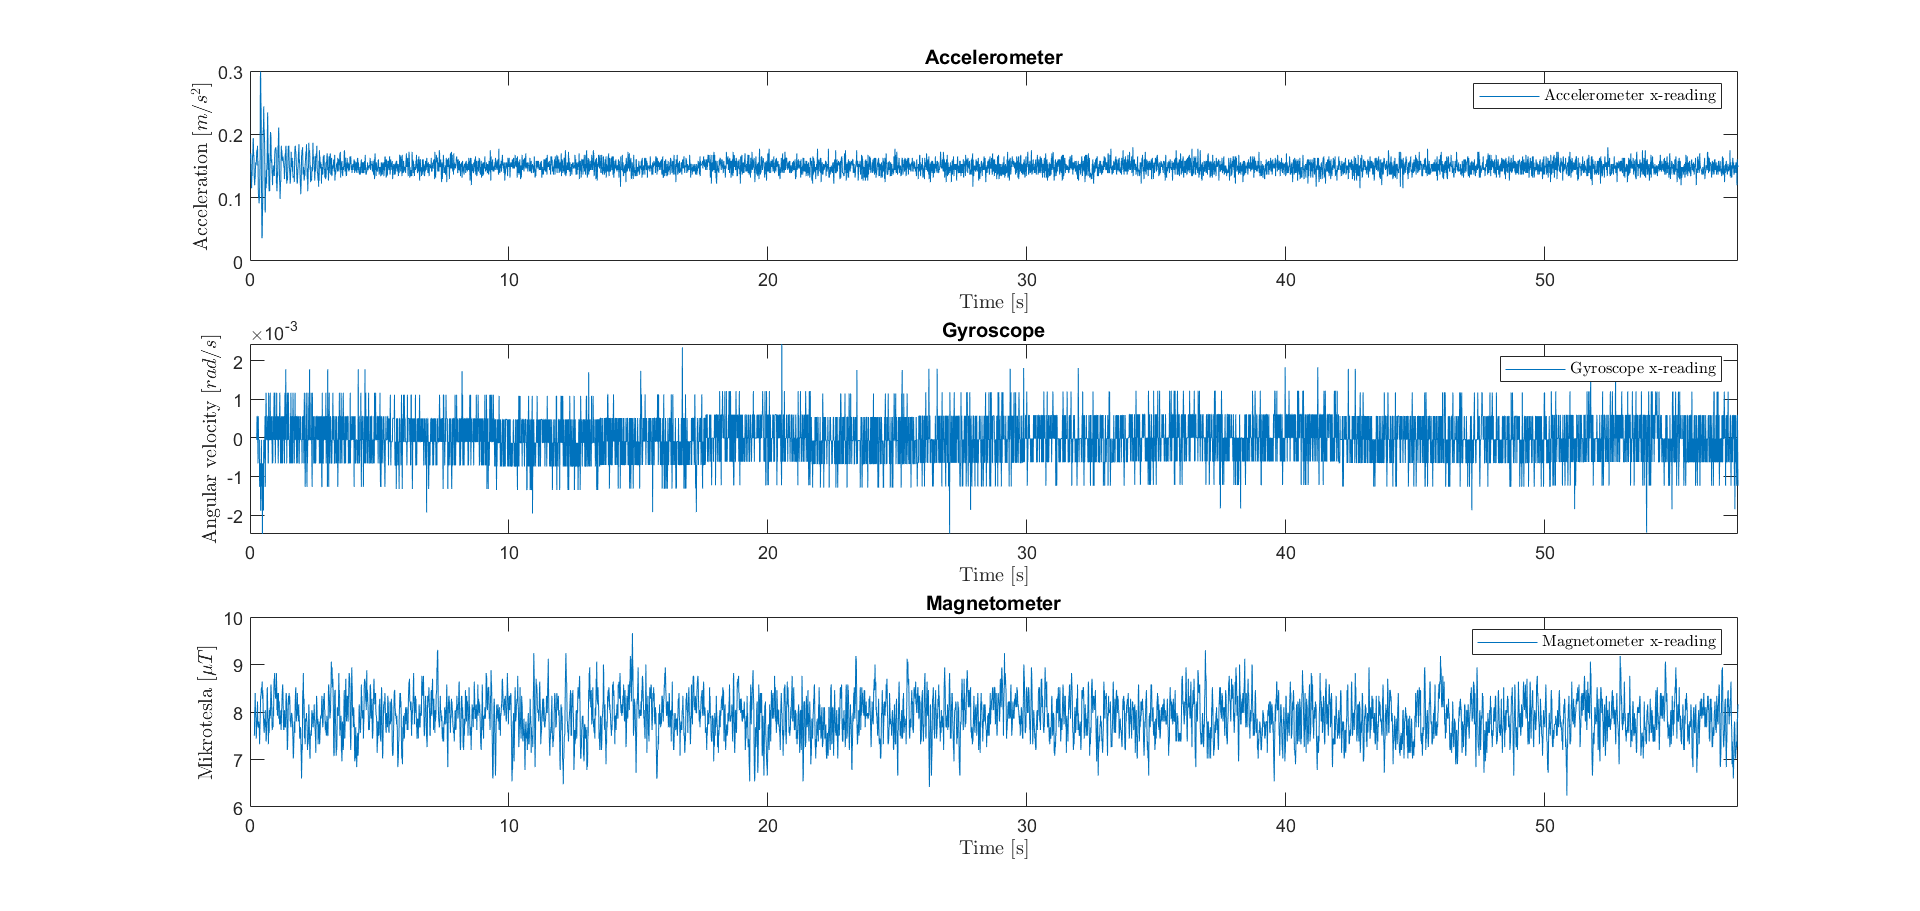 Accelerometer
Acceleration [m/s²]
0.3
0.2
0.1
0
Accelerometer x-reading
0 10 20 30 40 50
Time [s]
Gyroscope
×10⁻³
Angular velocity [rad/s]
2
1
0
-1
-2
Gyroscope x-reading
0 10 20 30 40 50
Time [s]
Magnetometer
Mikrotesla [μT]
10
9
8
7
6
Magnetometer x-reading
0 10 20 30 40 50
Time [s]